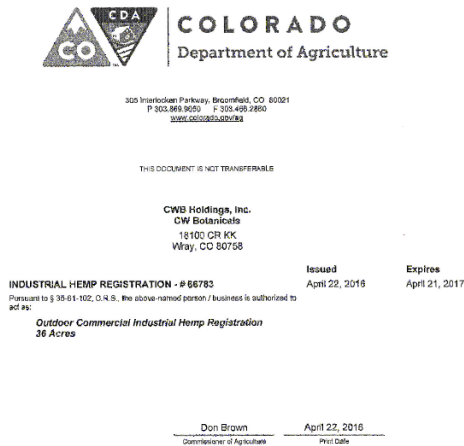 CDA
CO
COLORADO
Department of Agriculture
305 Interlocken Parkway, Broomfield, CO 80021
P 303.869.9050 F 303.466.2860
www.colorado.gov/ag
THIS DOCUMENT IS NOT TRANSFERABLE
CWB Holdings, Inc.
CW Botanicals
18100 CR KK
Wray, CO 80758
Issued Expires
INDUSTRIAL HEMP REGISTRATION - # 66783 April 22, 2016 April 21, 2017
Pursuant to § 35-61-102, C.R.S., the above-named person / business is authorized to
act as:
Outdoor Commercial Industrial Hemp Registration
36 Acres
Don Brown April 22, 2016
Commissioner of Agriculture Print Date